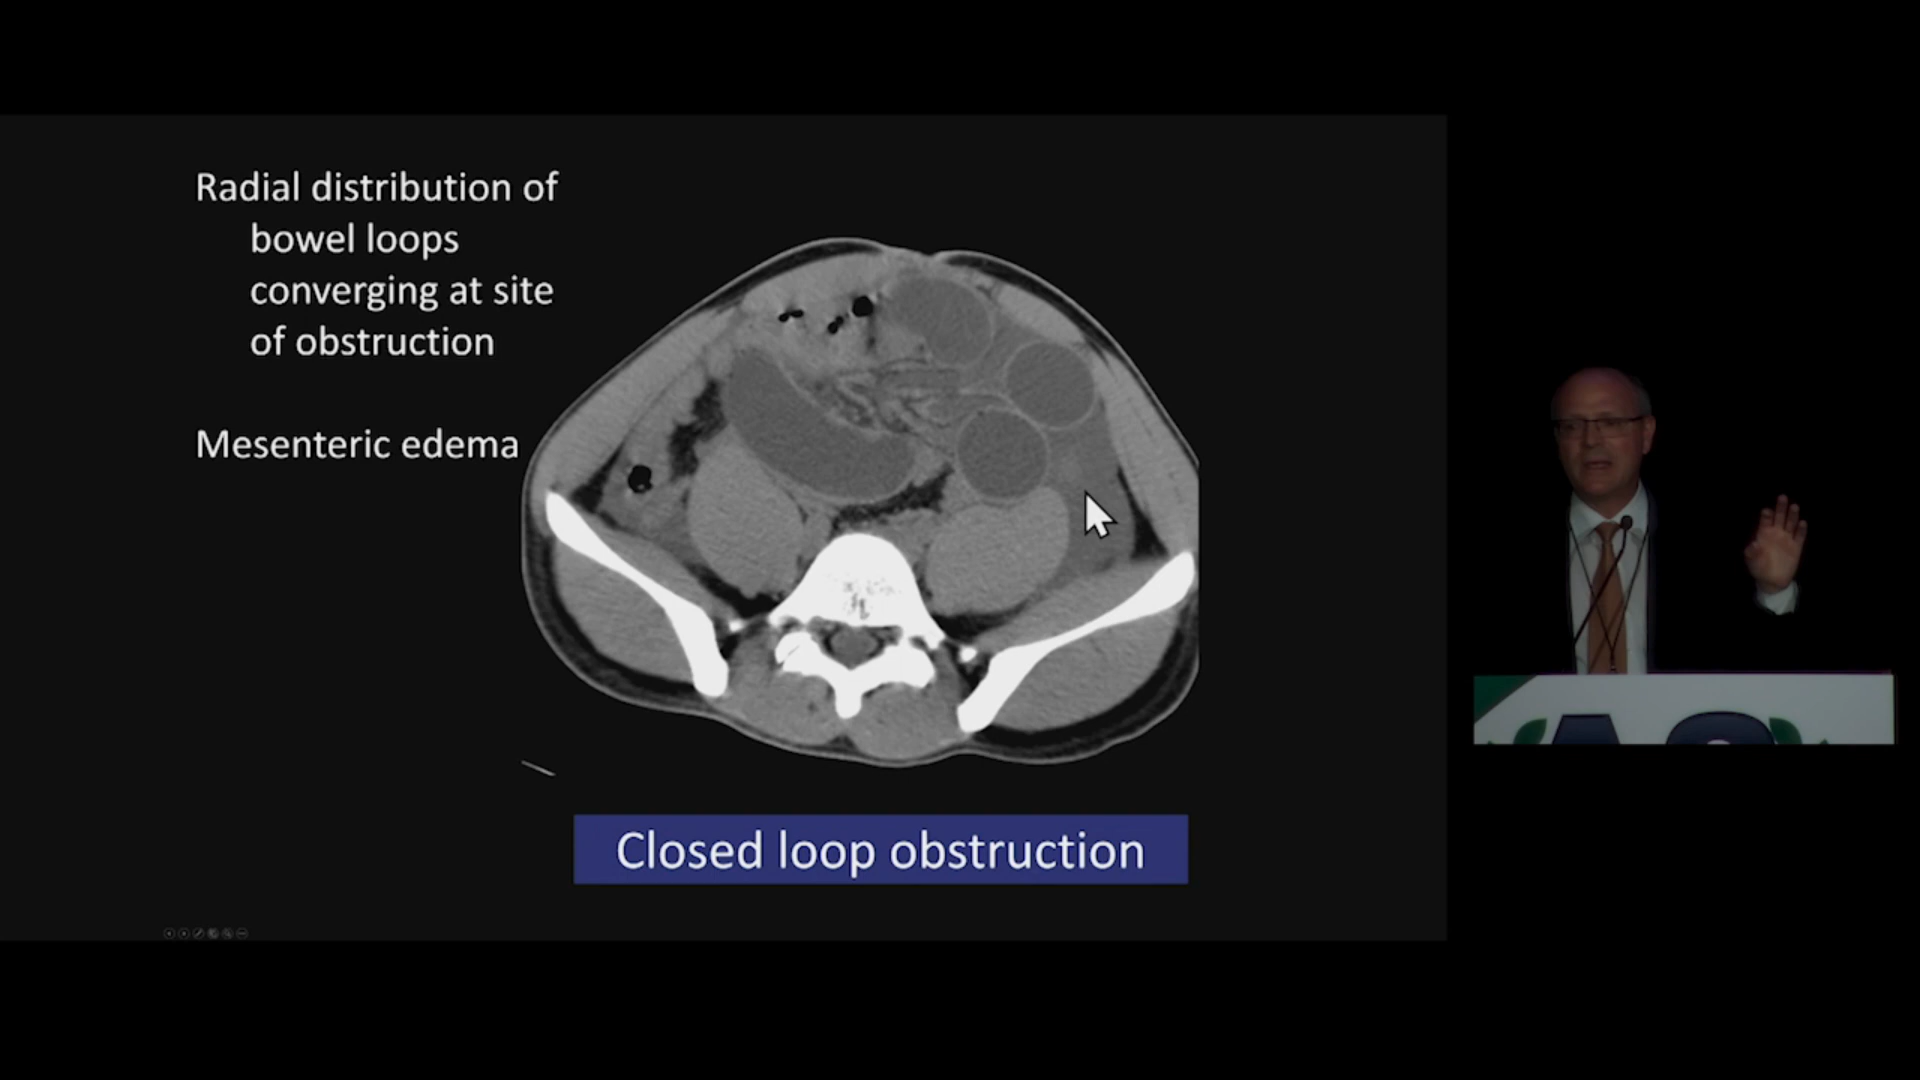 Radial distribution of
bowel loops
converging at site
of obstruction
Mesenteric edema
Closed loop obstruction